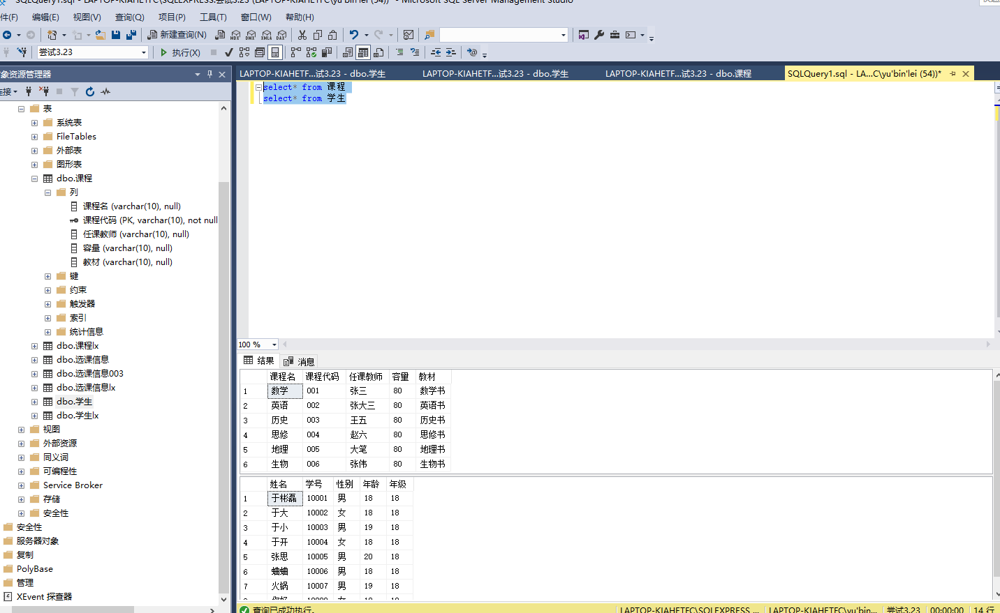 SQLQuery1.sql - LAPTOP-KIAHETFC\SQLEXPRESS.尝试3.23 (LAPTOP-KIAHETFC\yu'bin'lei (54))* - Microsoft SQL Server Management Studio
件(F) 编辑(E) 视图(V) 查询(Q) 项目(P) 工具(T) 窗口(W) 帮助(H)
新建查询(N) MDX DMX XMLA DAX
尝试3.23 执行(X)
象资源管理器
LAPTOP-KIAHETF...试3.23 - dbo.学生 LAPTOP-KIAHETF...试3.23 - dbo.学生 LAPTOP-KIAHETF...试3.23 - dbo.课程 SQLQuery1.sql - LA...C\yu'bin'lei (54))*
连接
select* from 课程
select* from 学生
表
系统表
FileTables
外部表
图形表
dbo.课程
列
课程名 (varchar(10), null)
课程代码 (PK, varchar(10), not null
任课教师 (varchar(10), null)
容量 (varchar(10), null)
教材 (varchar(10), null)
键
约束
触发器
索引
统计信息
dbo.课程lx
dbo.选课信息
dbo.选课信息003
dbo.选课信息lx
dbo.学生
dbo.学生lx
视图
外部资源
同义词
可编程性
Service Broker
存储
安全性
安全性
服务器对象
复制
PolyBase
管理
XEvent 探查器
100 %
结果 消息
课程名 课程代码 任课教师 容量 教材
1 数学 001 张三 80 数学书
2 英语 002 张大三 80 英语书
3 历史 003 王五 80 历史书
4 思修 004 赵六 80 思修书
5 地理 005 大笔 80 地理书
6 生物 006 张伟 80 生物书
姓名 学号 性别 年龄 年级
1 于彬磊 10001 男 18 18
2 于大 10002 女 18 18
3 于小 10003 男 19 18
4 于开 10004 女 18 18
5 张思 10005 男 20 18
6 蛐蛐 10006 男 18 18
7 火锅 10007 男 19 18
查询已成功执行。 LAPTOP-KIAHETFC\SQLEXPRESS ... LAPTOP-KIAHETFC\yu'bin... 尝试3.23 00:00:00 14 行